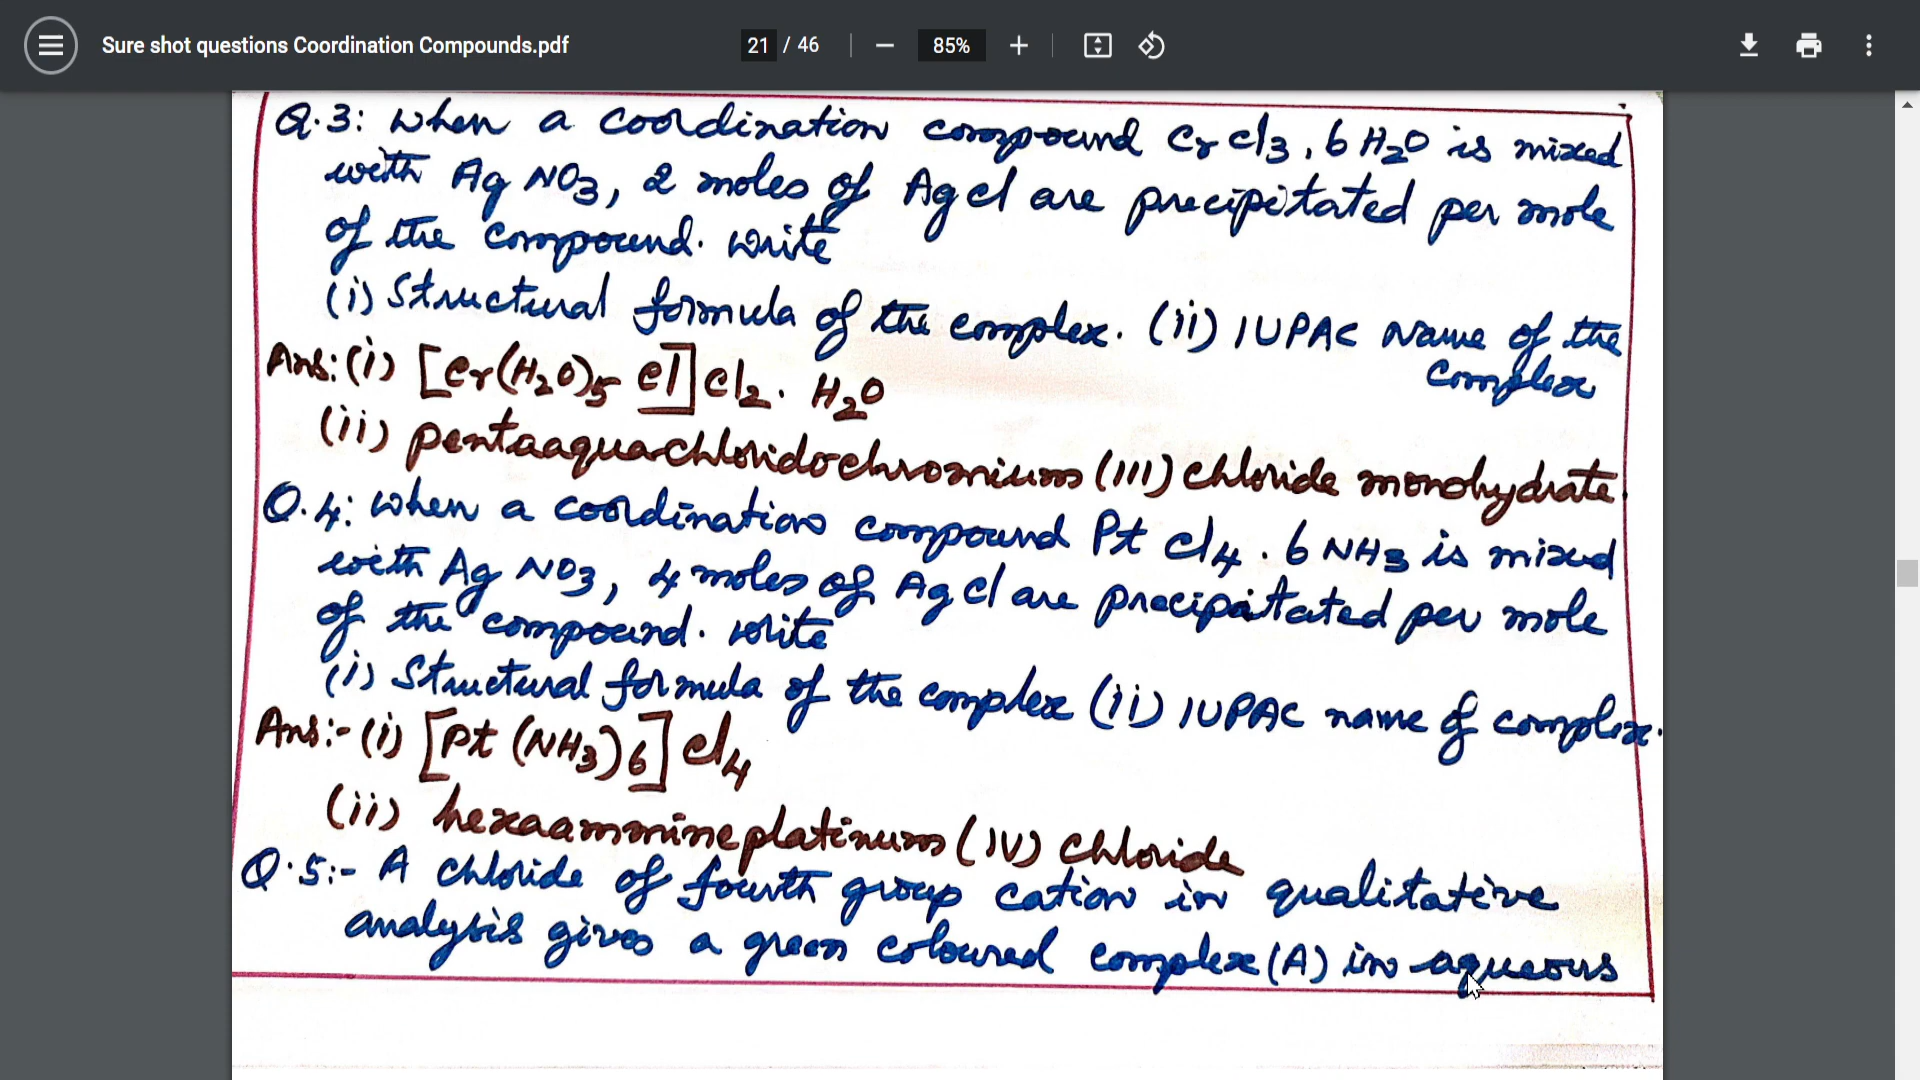 Sure shot questions Coordination Compounds.pdf
21 / 46
85%
Q.3: When a coordination compound CrCl3.6H2O is mixed
with AgNO3, 2 moles of AgCl are precipitated per mole
of the compound. Write
(i) Structural formula of the complex. (ii) IUPAC Name of the
Complex
Ans: (i) [Cr(H2O)5 Cl]Cl2. H2O
(ii) pentaaquachloridochromium (III) chloride monohydrate.
Q.4: When a coordination compound PtCl4.6NH3 is mixed
with AgNO3, 4 moles of AgCl are precipitated per mole
of the compound. Write
(i) Structural formula of the complex (ii) IUPAC name of complex.
Ans:- (i) [Pt (NH3)6] Cl4
(ii) hexaammineplatinum (IV) chloride
Q.5:- A chloride of fourth group cation in qualitative
analysis gives a green coloured complex (A) in aqueous